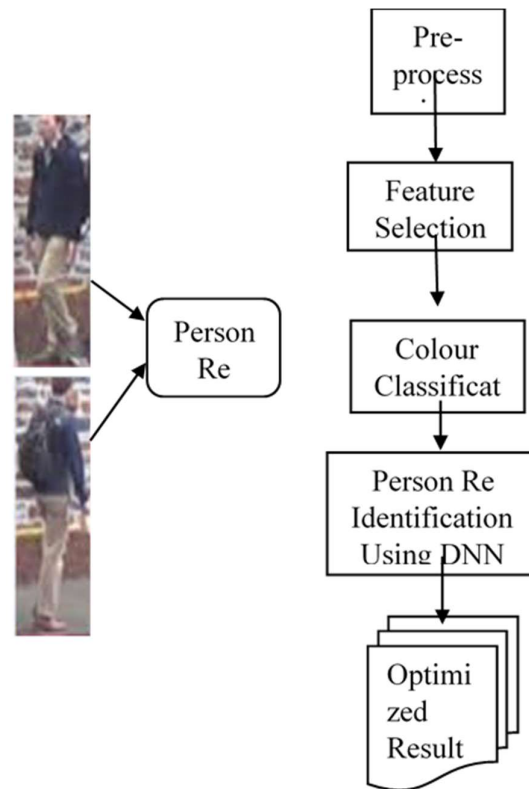 Person
Re
Pre-
process
Feature
Selection
Colour
Classificat
Person Re
Identification
Using DNN
Optimi
zed
Result